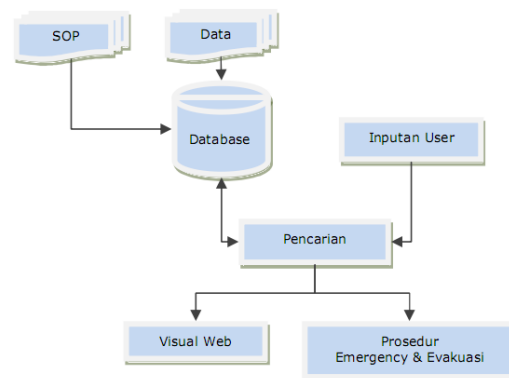 SOP
Data
Database
Inputan User
Pencarian
Visual Web
Prosedur
Emergency & Evakuasi